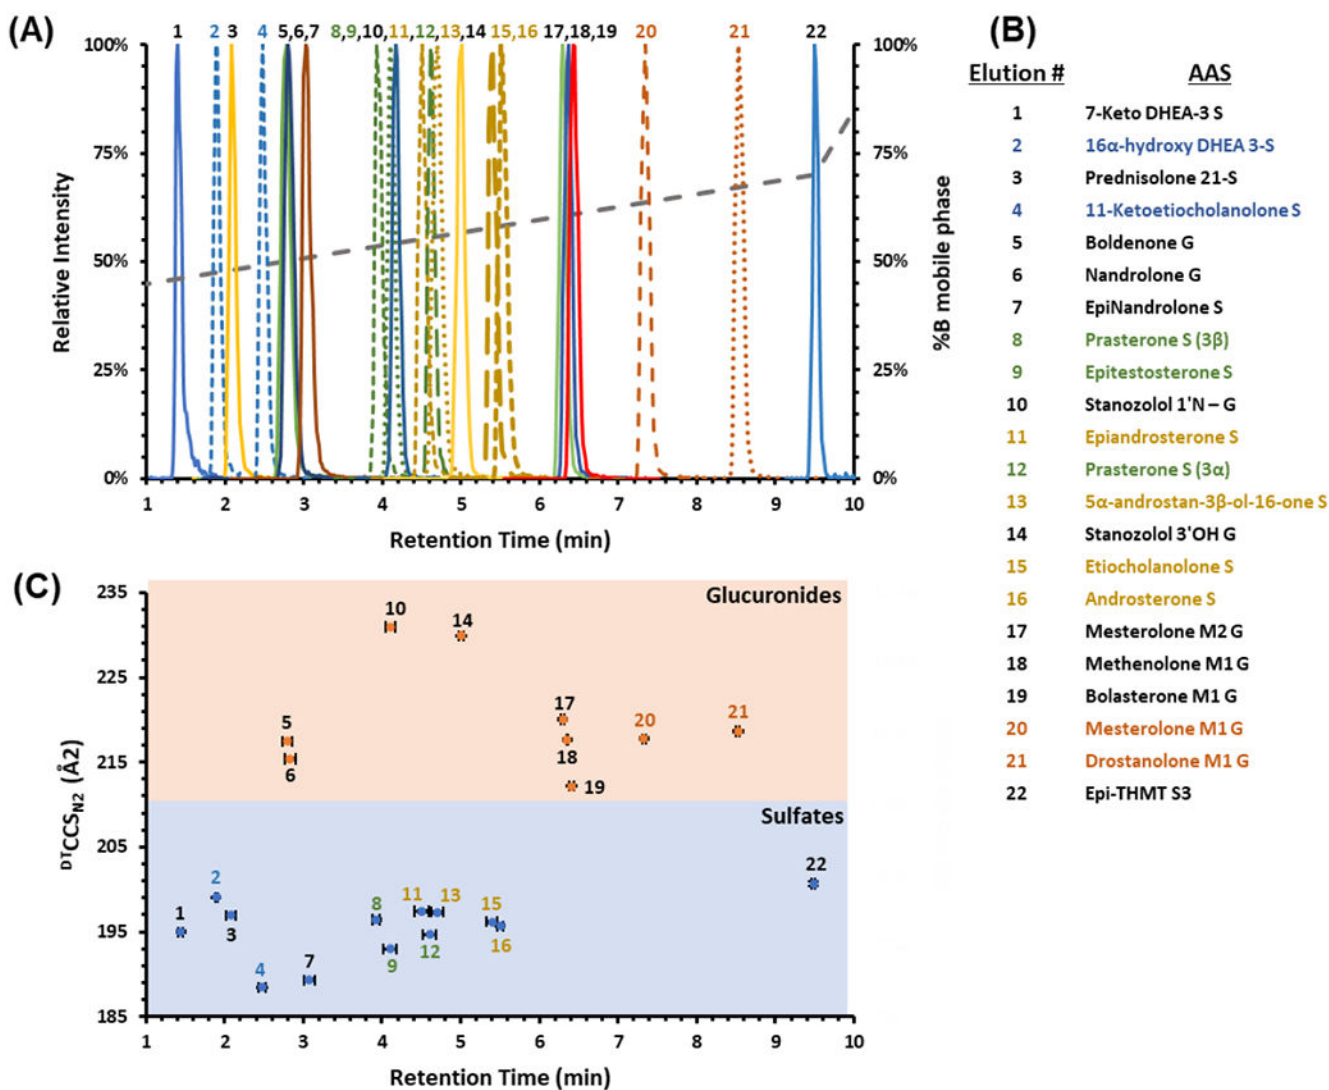 (A)
1 2 3 4 5,6,7 8,9,10,11,12,13,14 15,16 17,18,19 20 21 22
100%
75%
50%
25%
0%
Relative Intensity
100%
75%
50%
25%
0%
%B mobile phase
1 2 3 4 5 6 7 8 9 10
Retention Time (min)
(B)
Elution # AAS
1 7-Keto DHEA-3 S
2 16α-hydroxy DHEA 3-S
3 Prednisolone 21-S
4 11-Ketoetiocholanolone S
5 Boldenone G
6 Nandrolone G
7 EpiNandrolone S
8 Prasterone S (3β)
9 Epitestosterone S
10 Stanozolol 1'N – G
11 Epiandrosterone S
12 Prasterone S (3α)
13 5α-androstan-3β-ol-16-one S
14 Stanozolol 3'OH G
15 Etiocholanolone S
16 Androsterone S
17 Mesterolone M2 G
18 Methenolone M1 G
19 Bolasterone M1 G
20 Mesterolone M1 G
21 Drostanolone M1 G
22 Epi-THMT S3
(C)
235
225
215
205
195
185
DTCCSN2 (Å2)
Glucuronides
10
14
5
6
17
18
19
20
21
Sulfates
1
2
3
4
7
8
9
11
12
13
15
16
22
1 2 3 4 5 6 7 8 9 10
Retention Time (min)